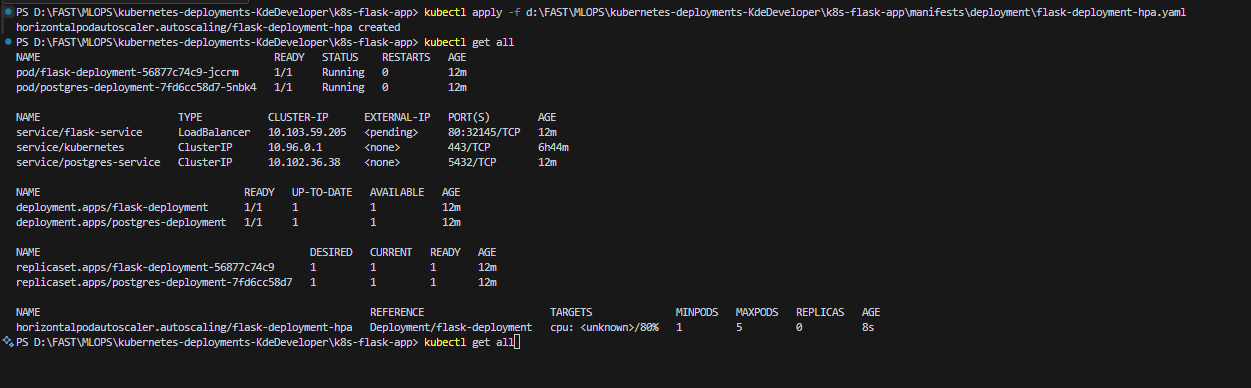 PS D:\FAST\MLOPS\kubernetes-deployments-KdeDeveloper\k8s-flask-app> kubectl apply -f d:\FAST\MLOPS\kubernetes-deployments-KdeDeveloper\k8s-flask-app\manifests\deployment\flask-deployment-hpa.yaml
horizontalpodautoscaler.autoscaling/flask-deployment-hpa created
PS D:\FAST\MLOPS\kubernetes-deployments-KdeDeveloper\k8s-flask-app> kubectl get all
NAME READY STATUS RESTARTS AGE
pod/flask-deployment-56877c74c9-jccrm 1/1 Running 0 12m
pod/postgres-deployment-7fd6cc58d7-5nbk4 1/1 Running 0 12m
NAME TYPE CLUSTER-IP EXTERNAL-IP PORT(S) AGE
service/flask-service LoadBalancer 10.103.59.205 <pending> 80:32145/TCP 12m
service/kubernetes ClusterIP 10.96.0.1 <none> 443/TCP 6h44m
service/postgres-service ClusterIP 10.102.36.38 <none> 5432/TCP 12m
NAME READY UP-TO-DATE AVAILABLE AGE
deployment.apps/flask-deployment 1/1 1 1 12m
deployment.apps/postgres-deployment 1/1 1 1 12m
NAME DESIRED CURRENT READY AGE
replicaset.apps/flask-deployment-56877c74c9 1 1 1 12m
replicaset.apps/postgres-deployment-7fd6cc58d7 1 1 1 12m
NAME REFERENCE TARGETS MINPODS MAXPODS REPLICAS AGE
horizontalpodautoscaler.autoscaling/flask-deployment-hpa Deployment/flask-deployment cpu: <unknown>/80% 1 5 0 8s
PS D:\FAST\MLOPS\kubernetes-deployments-KdeDeveloper\k8s-flask-app> kubectl get all